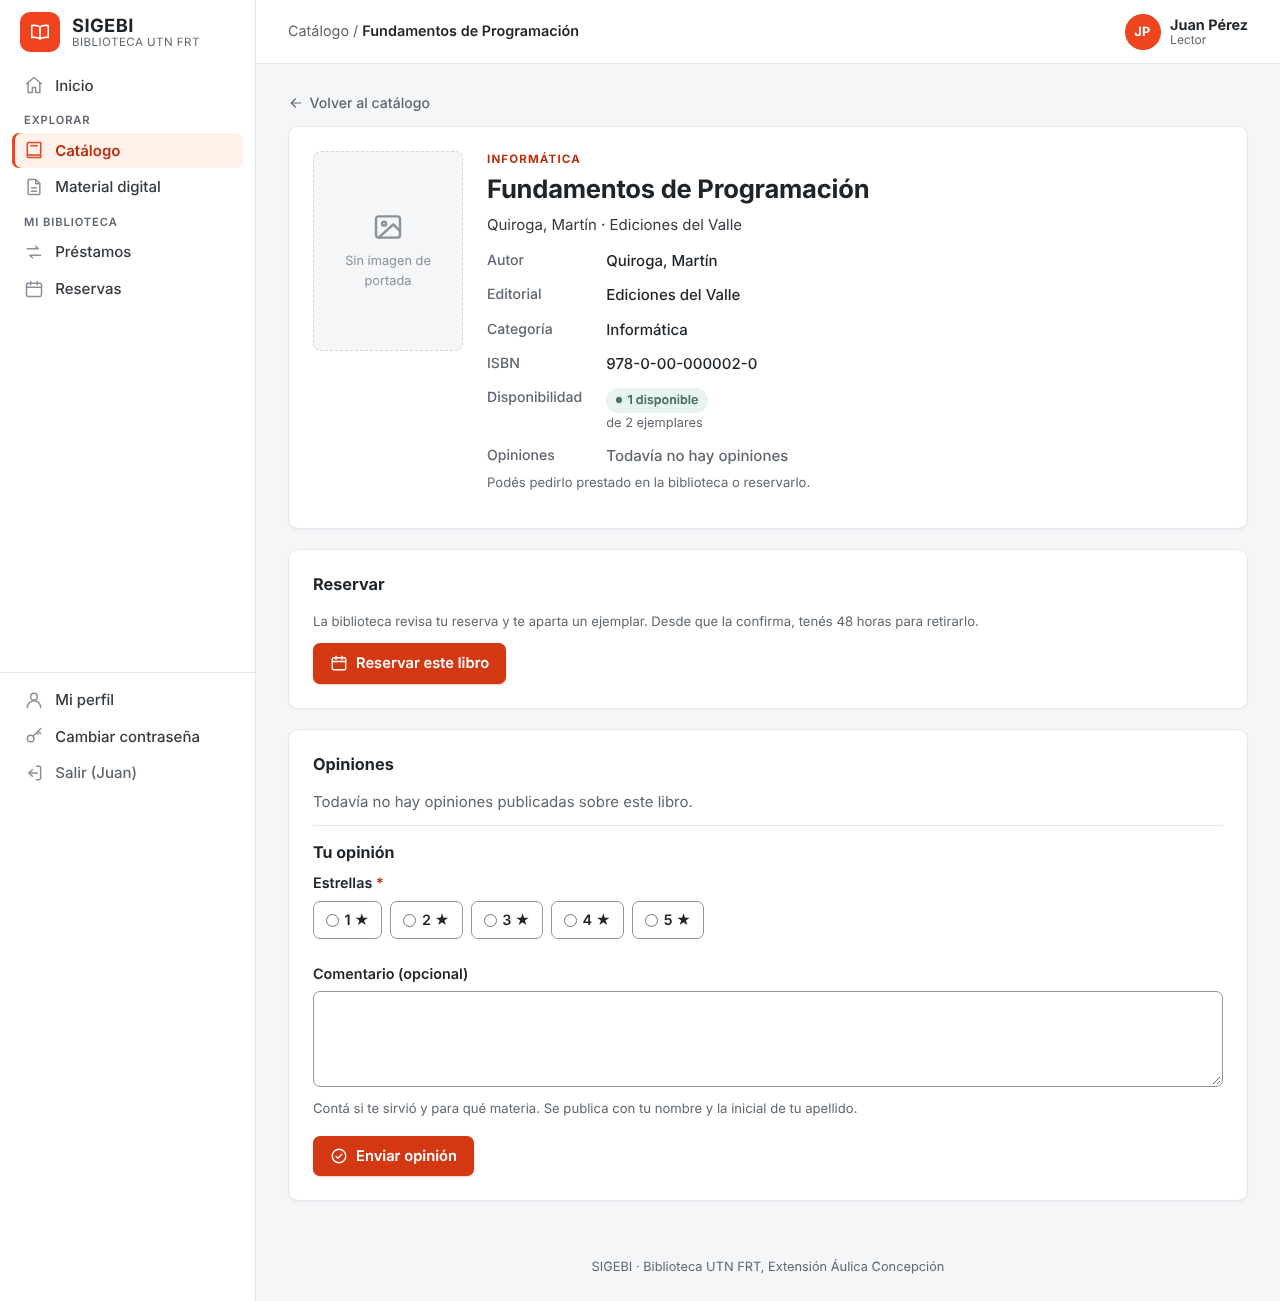 SIGEBI
BIBLIOTECA UTN FRT
Inicio
EXPLORAR
Catálogo
Material digital
MI BIBLIOTECA
Préstamos
Reservas
Mi perfil
Cambiar contraseña
Salir (Juan)
Catálogo / Fundamentos de Programación
JP
Juan Pérez
Lector
← Volver al catálogo
Sin imagen de
portada
INFORMÁTICA
Fundamentos de Programación
Quiroga, Martín · Ediciones del Valle
Autor Quiroga, Martín
Editorial Ediciones del Valle
Categoría Informática
ISBN 978-0-00-000002-0
Disponibilidad 1 disponible
de 2 ejemplares
Opiniones Todavía no hay opiniones
Podés pedirlo prestado en la biblioteca o reservarlo.
Reservar
La biblioteca revisa tu reserva y te aparta un ejemplar. Desde que la confirma, tenés 48 horas para retirarlo.
Reservar este libro
Opiniones
Todavía no hay opiniones publicadas sobre este libro.
Tu opinión
Estrellas *
1 ★ 2 ★ 3 ★ 4 ★ 5 ★
Comentario (opcional)
Contá si te sirvió y para qué materia. Se publica con tu nombre y la inicial de tu apellido.
Enviar opinión
SIGEBI · Biblioteca UTN FRT, Extensión Áulica Concepción